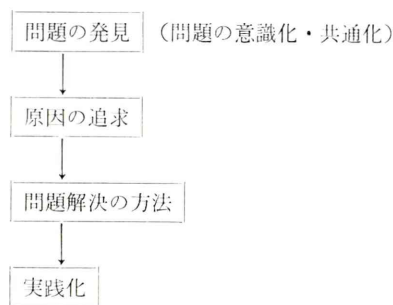 問題の発見 （問題の意識化・共通化）
原因の追求
問題解決の方法
実践化